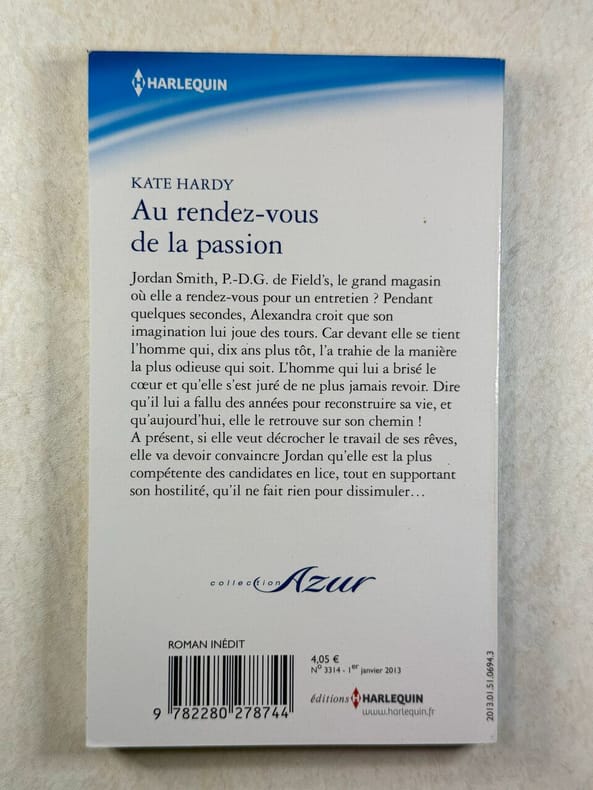 HARLEQUIN
KATE HARDY
Au rendez-vous
de la passion
Jordan Smith, P.-D.G. de Field's, le grand magasin
où elle a rendez-vous pour un entretien ? Pendant
quelques secondes, Alexandra croit que son
imagination lui joue des tours. Car devant elle se tient
l'homme qui, dix ans plus tôt, l'a trahie de la manière
la plus odieuse qui soit. L'homme qui lui a brisé le
cœur et qu'elle s'est juré de ne plus jamais revoir. Dire
qu'il lui a fallu des années pour reconstruire sa vie, et
qu'aujourd'hui, elle le retrouve sur son chemin !
A présent, si elle veut décrocher le travail de ses rêves,
elle va devoir convaincre Jordan qu'elle est la plus
compétente des candidates en lice, tout en supportant
son hostilité, qu'il ne fait rien pour dissimuler…
collection Azur
ROMAN INÉDIT
9 782280 278744
4,05 €
N° 3314 - 1er janvier 2013
éditions HARLEQUIN
www.harlequin.fr
2013.01.51.0694.3